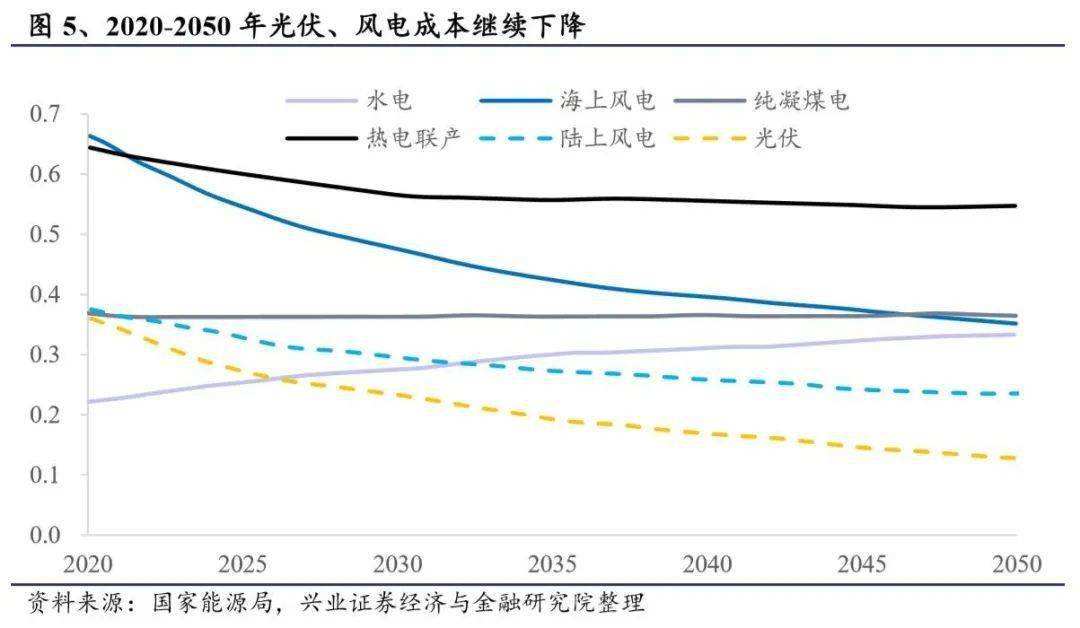 图 5、2020-2050 年光伏、风电成本继续下降
水电 海上风电 纯凝煤电
热电联产 陆上风电 光伏
0.7
0.6
0.5
0.4
0.3
0.2
0.1
0.0
2020 2025 2030 2035 2040 2045 2050
资料来源：国家能源局，兴业证券经济与金融研究院整理